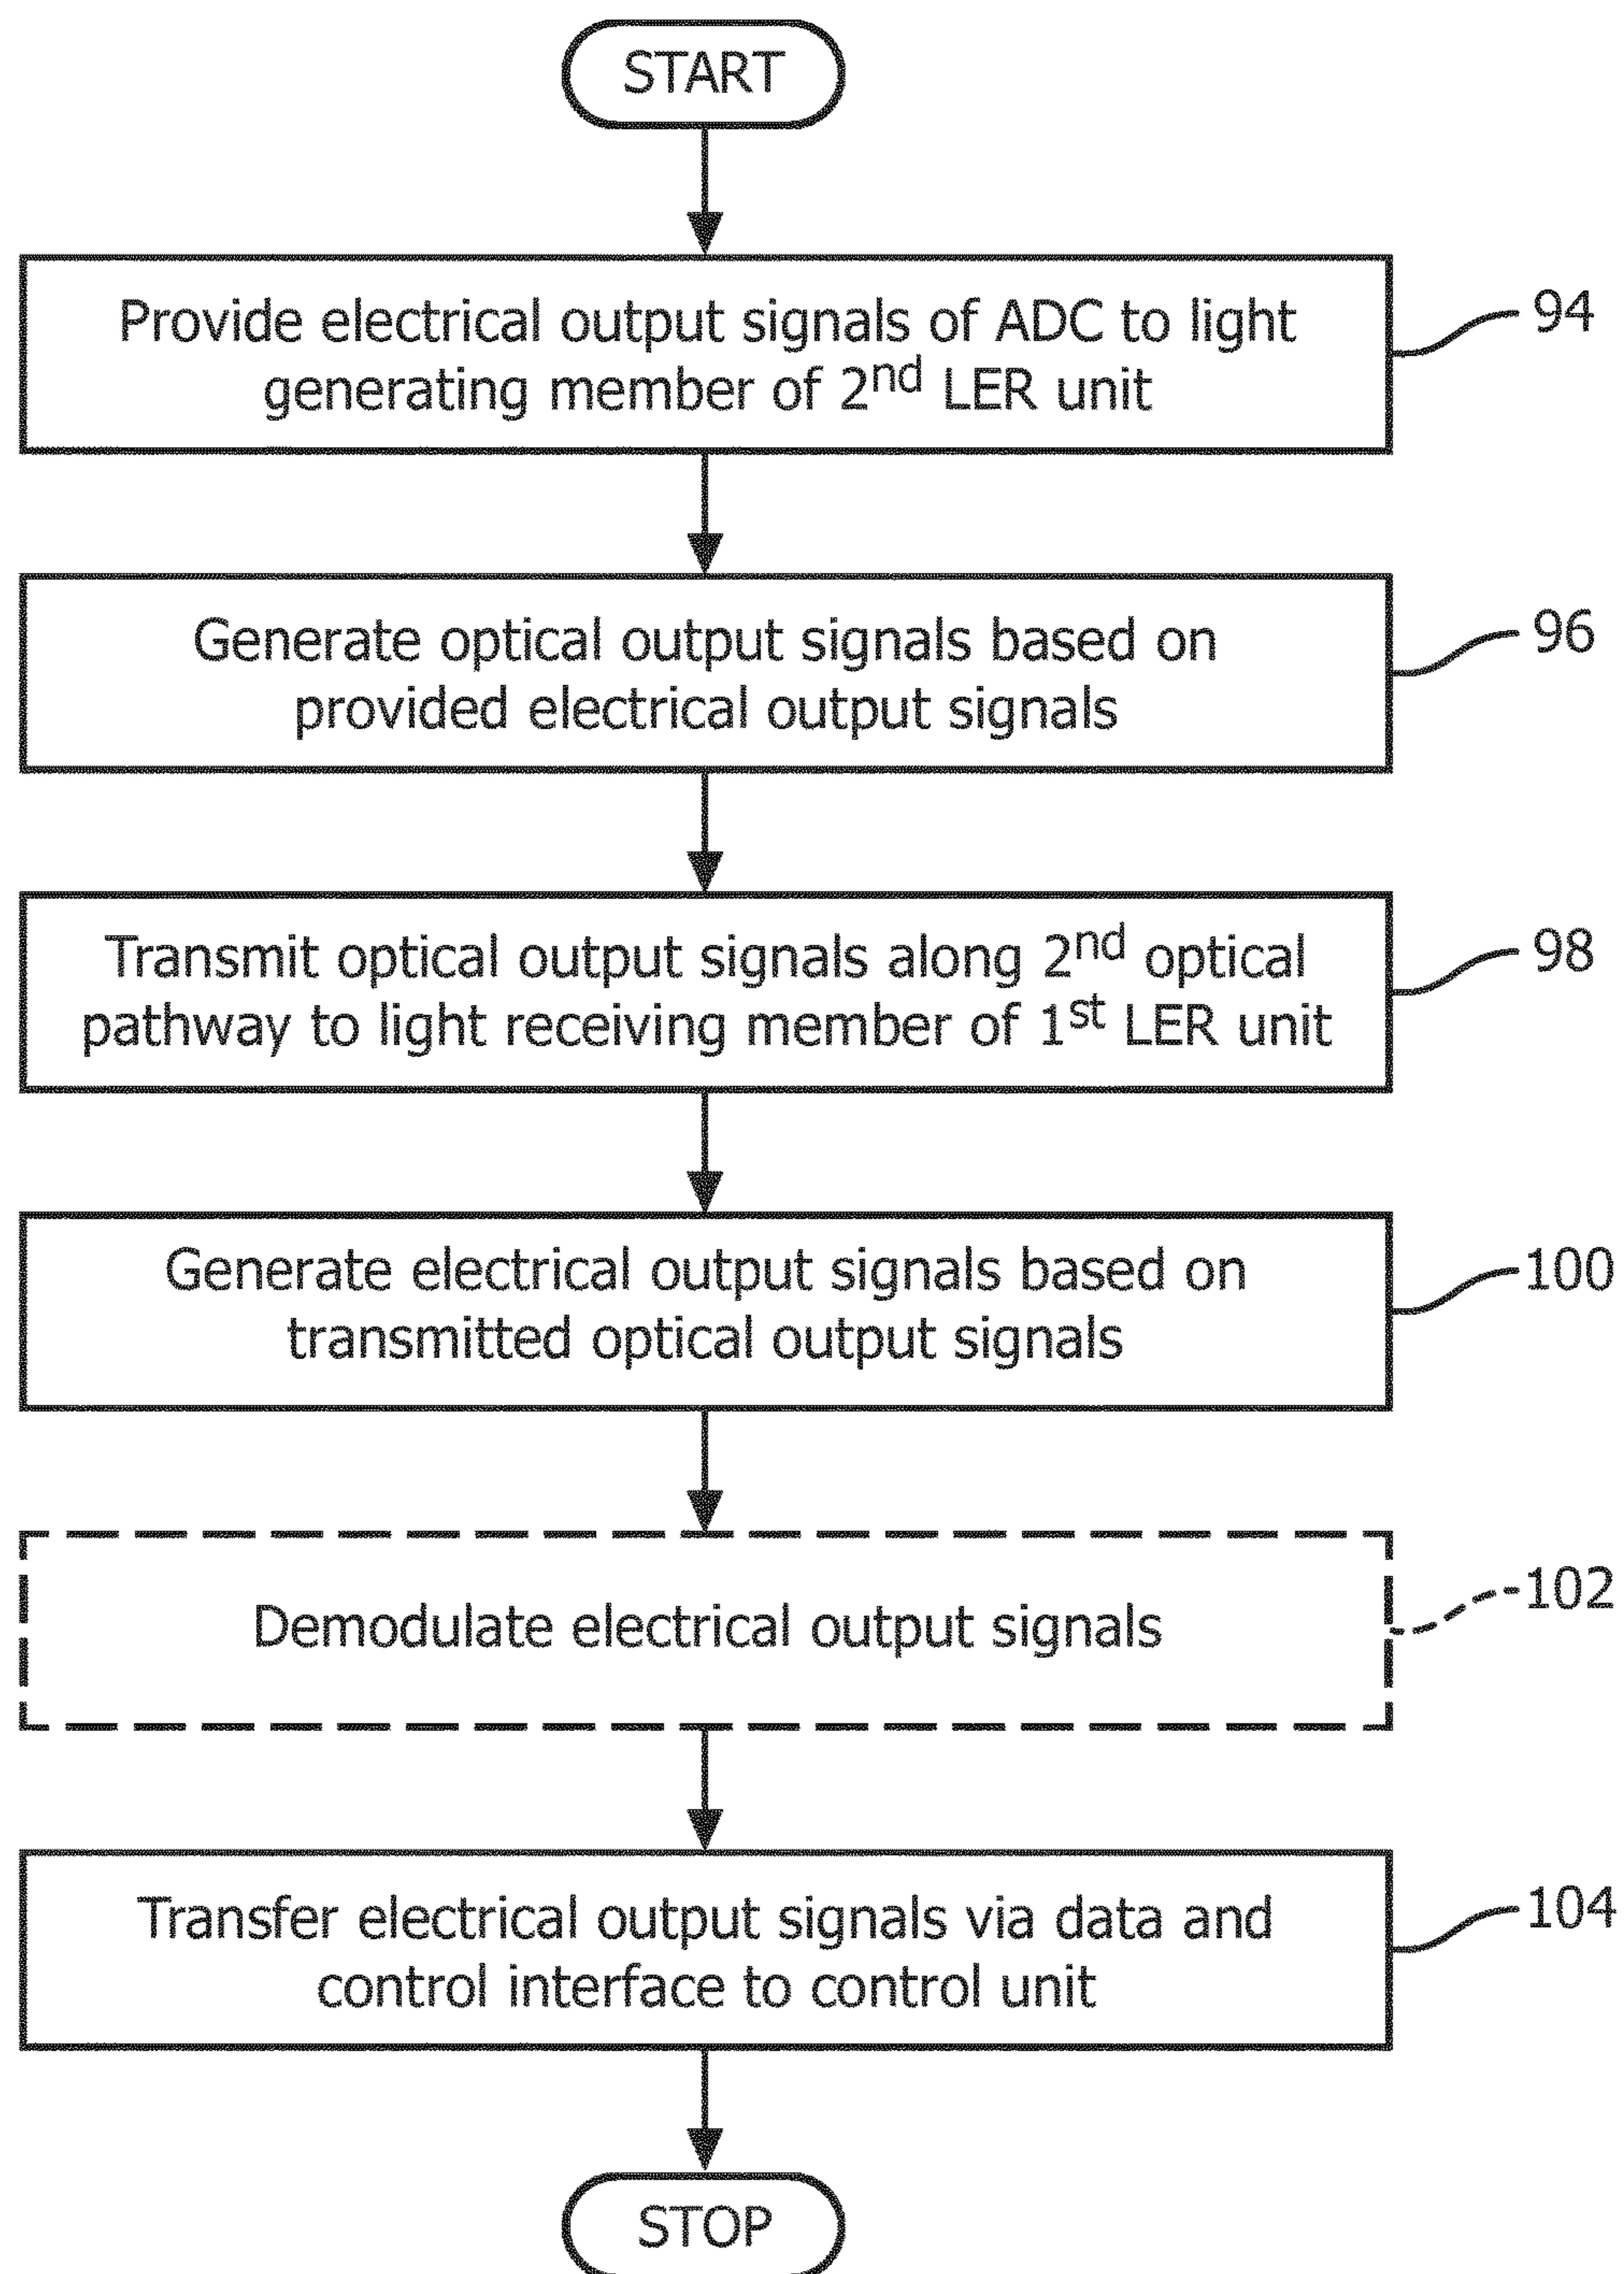 START
Provide electrical output signals of ADC to light
generating member of 2nd LER unit
94
Generate optical output signals based on
provided electrical output signals
96
Transmit optical output signals along 2nd optical
pathway to light receiving member of 1st LER unit
98
Generate electrical output signals based on
transmitted optical output signals
100
Demodulate electrical output signals
102
Transfer electrical output signals via data and
control interface to control unit
104
STOP